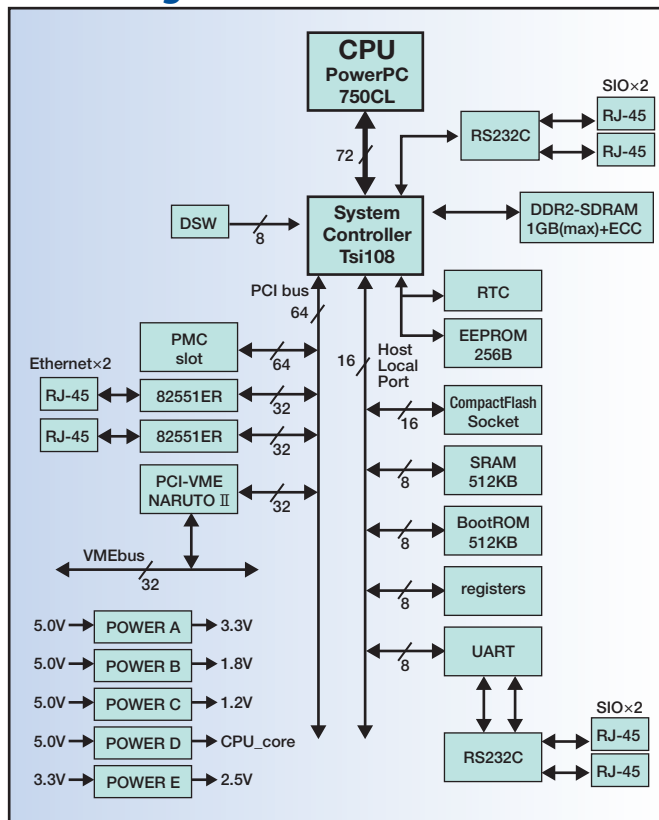 CPU
PowerPC
750CL
SIO×2
RJ-45
RJ-45
RS232C
72
DSW
8
System
Controller
Tsi108
DDR2-SDRAM
1GB(max)+ECC
PCI bus
64
RTC
EEPROM
256B
16
Host
Local
Port
PMC
slot
64
Ethernet×2
RJ-45
82551ER
32
RJ-45
82551ER
32
CompactFlash
Socket
16
SRAM
512KB
8
PCI-VME
NARUTO Ⅱ
32
BootROM
512KB
8
VMEbus
32
registers
8
UART
8
5.0V
POWER A
3.3V
5.0V
POWER B
1.8V
5.0V
POWER C
1.2V
5.0V
POWER D
CPU_core
3.3V
POWER E
2.5V
RS232C
SIO×2
RJ-45
RJ-45